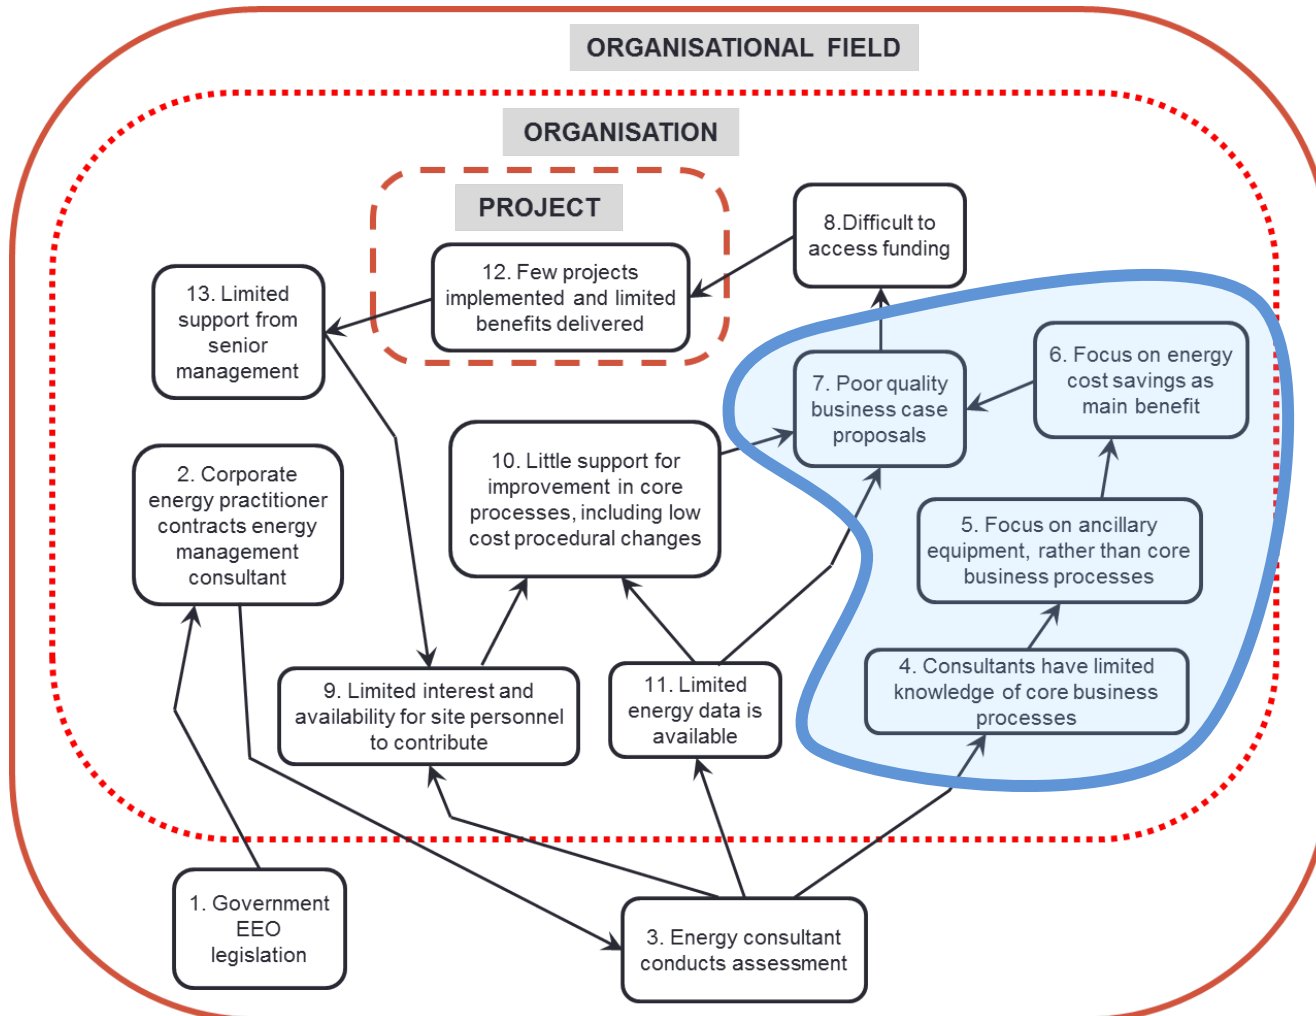 ORGANISATIONAL FIELD
ORGANISATION
PROJECT
8.Difficult to
access funding
12. Few projects
implemented and limited
benefits delivered
13. Limited
support from
senior
management
6. Focus on energy
cost savings as
main benefit
7. Poor quality
business case
proposals
2. Corporate
energy practitioner
contracts energy
management
consultant
10. Little support for
improvement in core
processes, including low
cost procedural changes
5. Focus on ancillary
equipment, rather than core
business processes
9. Limited interest and
availability for site personnel
to contribute
11. Limited
energy data is
available
4. Consultants have limited
knowledge of core business
processes
1. Government
EEO
legislation
3. Energy consultant
conducts assessment